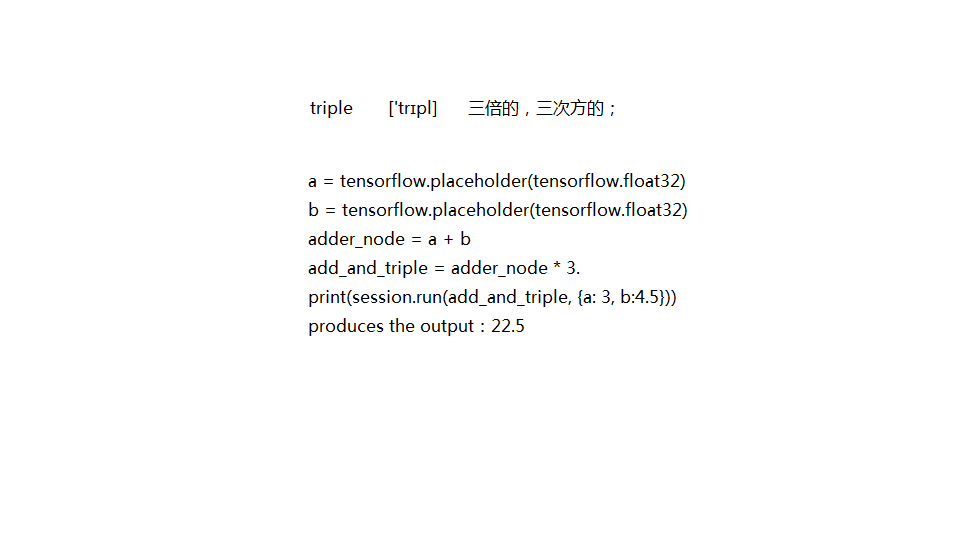 triple ['trɪpl] 三倍的，三次方的；
a = tensorflow.placeholder(tensorflow.float32)
b = tensorflow.placeholder(tensorflow.float32)
adder_node = a + b
add_and_triple = adder_node * 3.
print(session.run(add_and_triple, {a: 3, b:4.5}))
produces the output：22.5